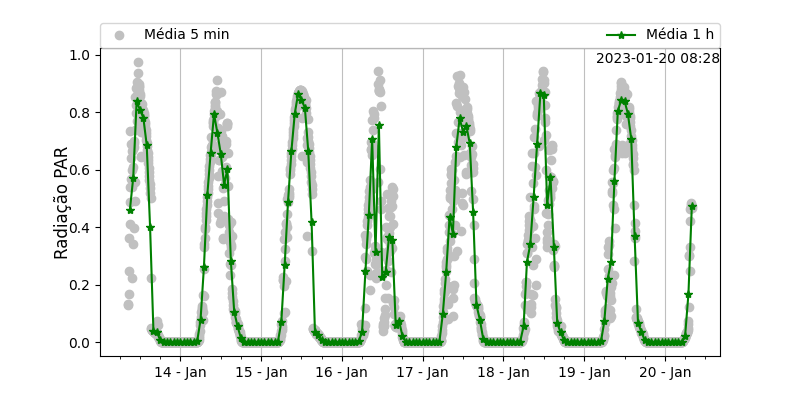 Média 5 min
Média 1 h
2023-01-20 08:28
Radiação PAR
1.0
0.8
0.6
0.4
0.2
0.0
14 - Jan
15 - Jan
16 - Jan
17 - Jan
18 - Jan
19 - Jan
20 - Jan